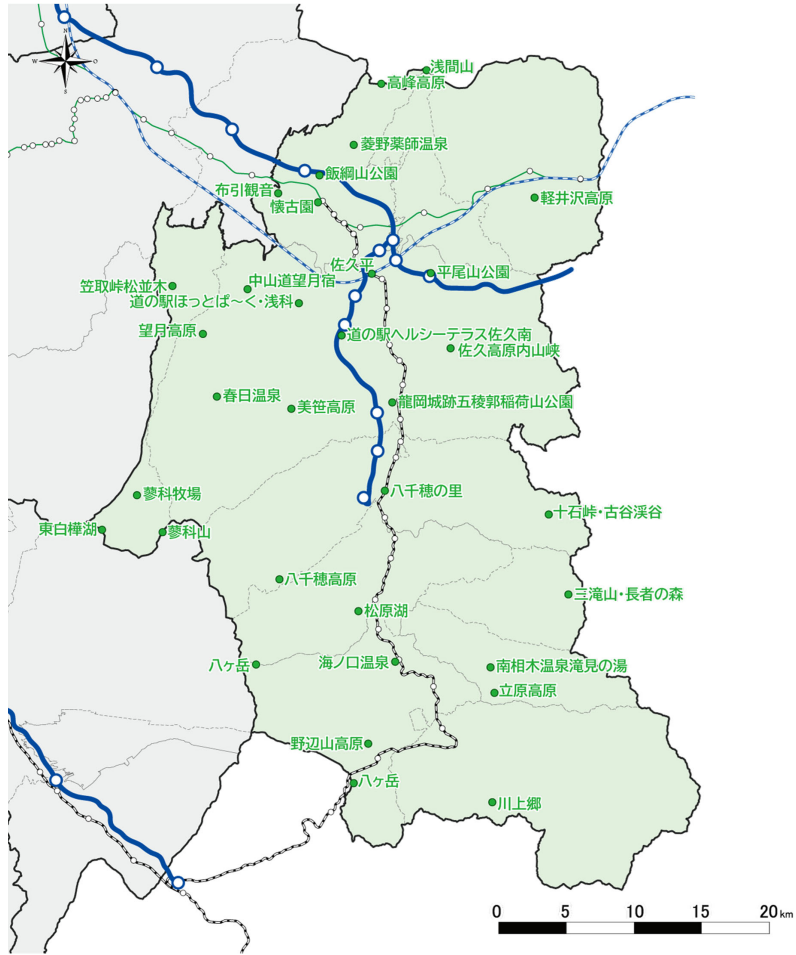 N
W
O
S
浅間山
高峰高原
菱野薬師温泉
飯綱山公園
布引観音
懐古園
軽井沢高原
佐久平
平尾山公園
笠取峠松並木
中山道望月宿
道の駅ほっとぱ〜く・浅科
望月高原
道の駅ヘルシーテラス佐久南
佐久高原内山峡
春日温泉
美笹高原
龍岡城跡五稜郭稲荷山公園
蓼科牧場
八千穂の里
十石峠・古谷渓谷
東白樺湖
蓼科山
八千穂高原
三滝山・長者の森
松原湖
八ヶ岳
海ノ口温泉
南相木温泉滝見の湯
立原高原
野辺山高原
八ヶ岳
川上郷
0 5 10 15 20 km